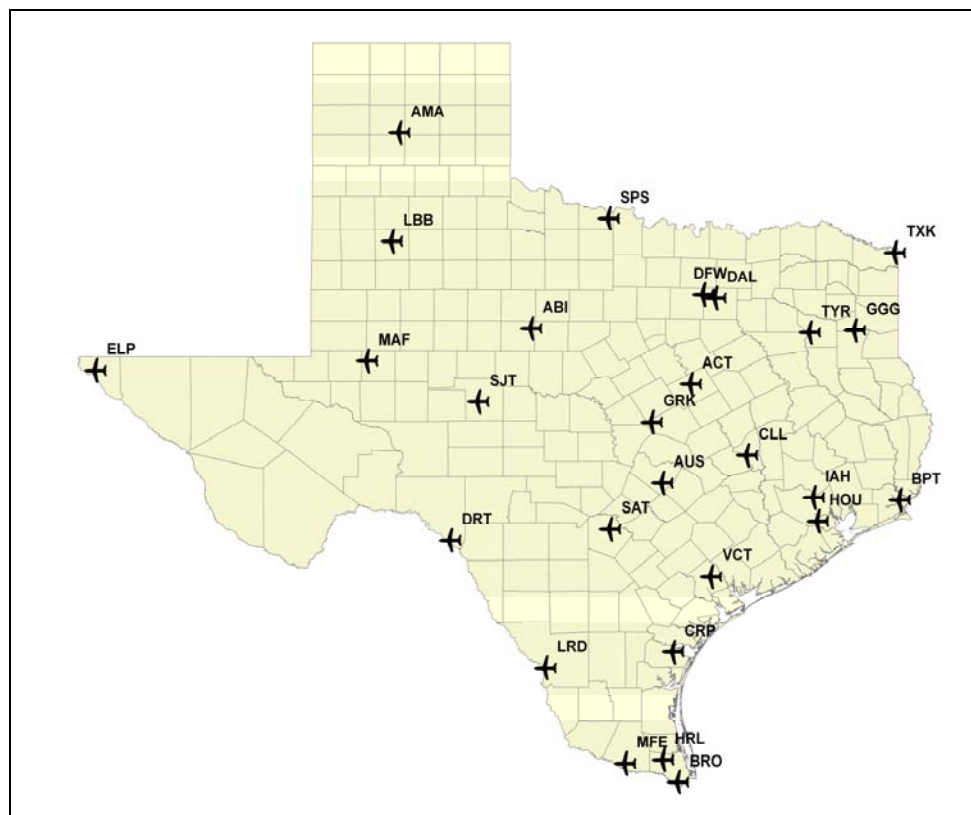 AMA
SPS
LBB
TXK
DFW DAL
ABI
TYR
GGG
MAF
ELP
ACT
SJT
GRK
CLL
AUS
IAH
BPT
HOU
SAT
DRT
VCT
CRP
LRD
MFE
HRL
BRO